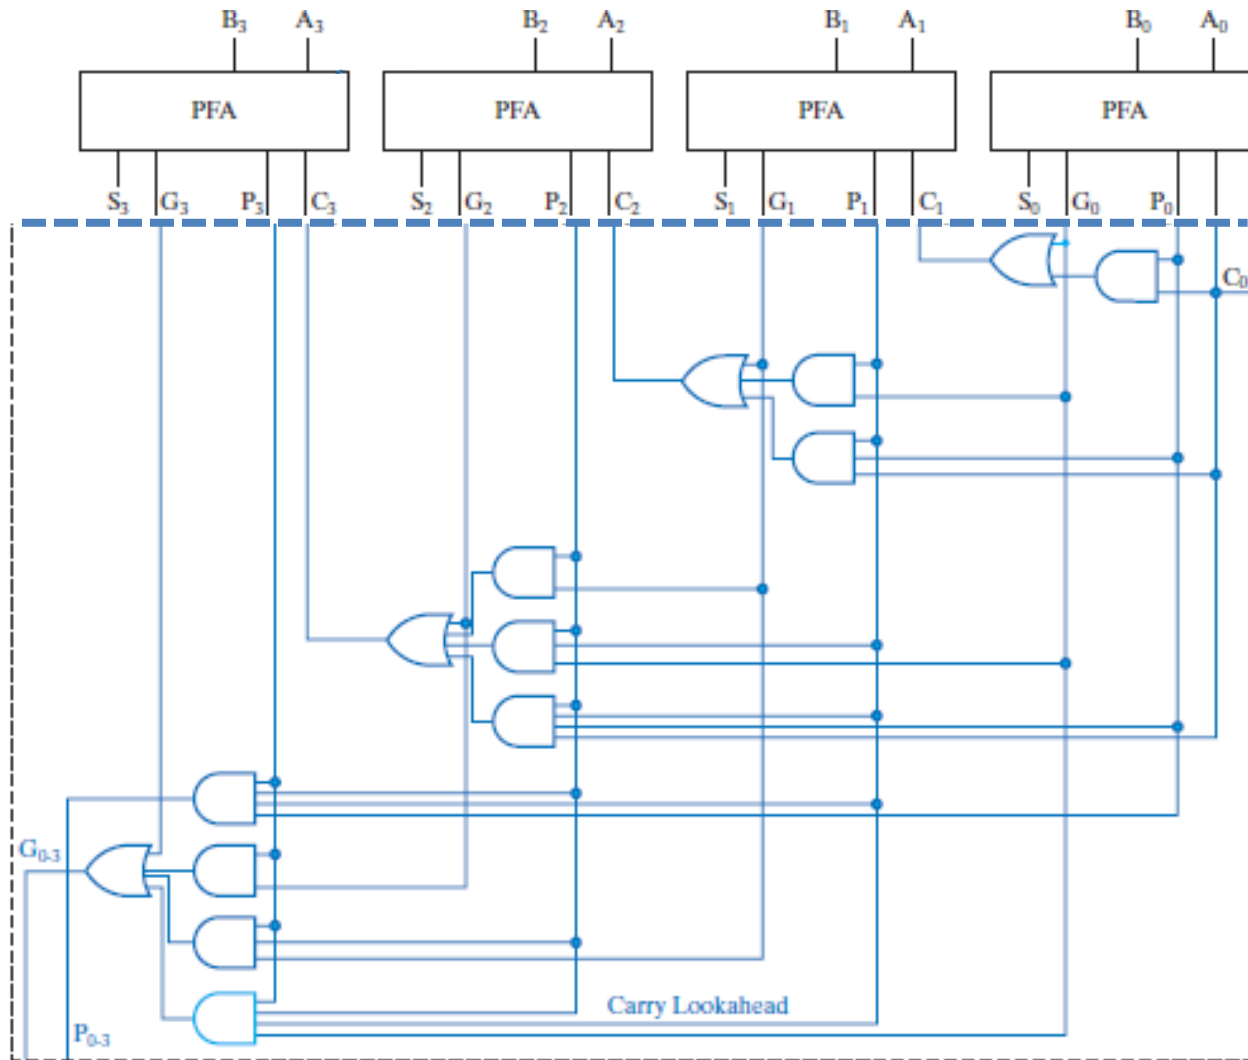 B₃ A₃ B₂ A₂ B₁ A₁ B₀ A₀
PFA PFA PFA PFA
S₃ G₃ P₃ C₃ S₂ G₂ P₂ C₂ S₁ G₁ P₁ C₁ S₀ G₀ P₀
C₀
G₀₋₃
Carry Lookahead
P₀₋₃